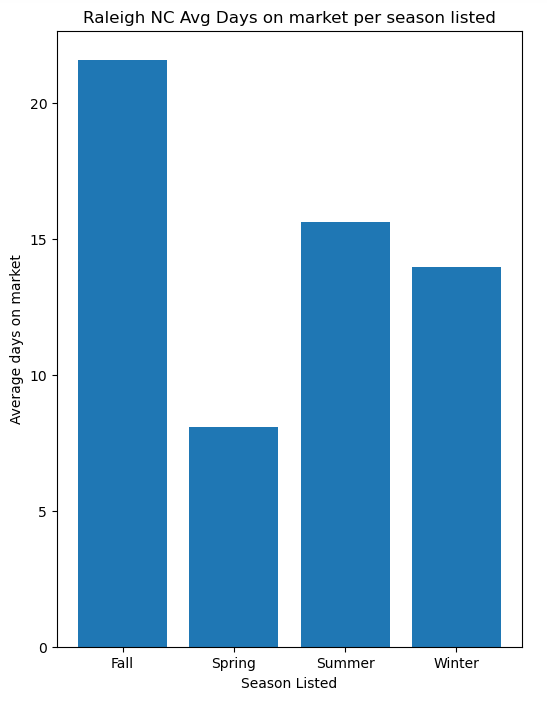 Raleigh NC Avg Days on market per season listed
20
15
10
5
0
Average days on market
Fall Spring Summer Winter
Season Listed